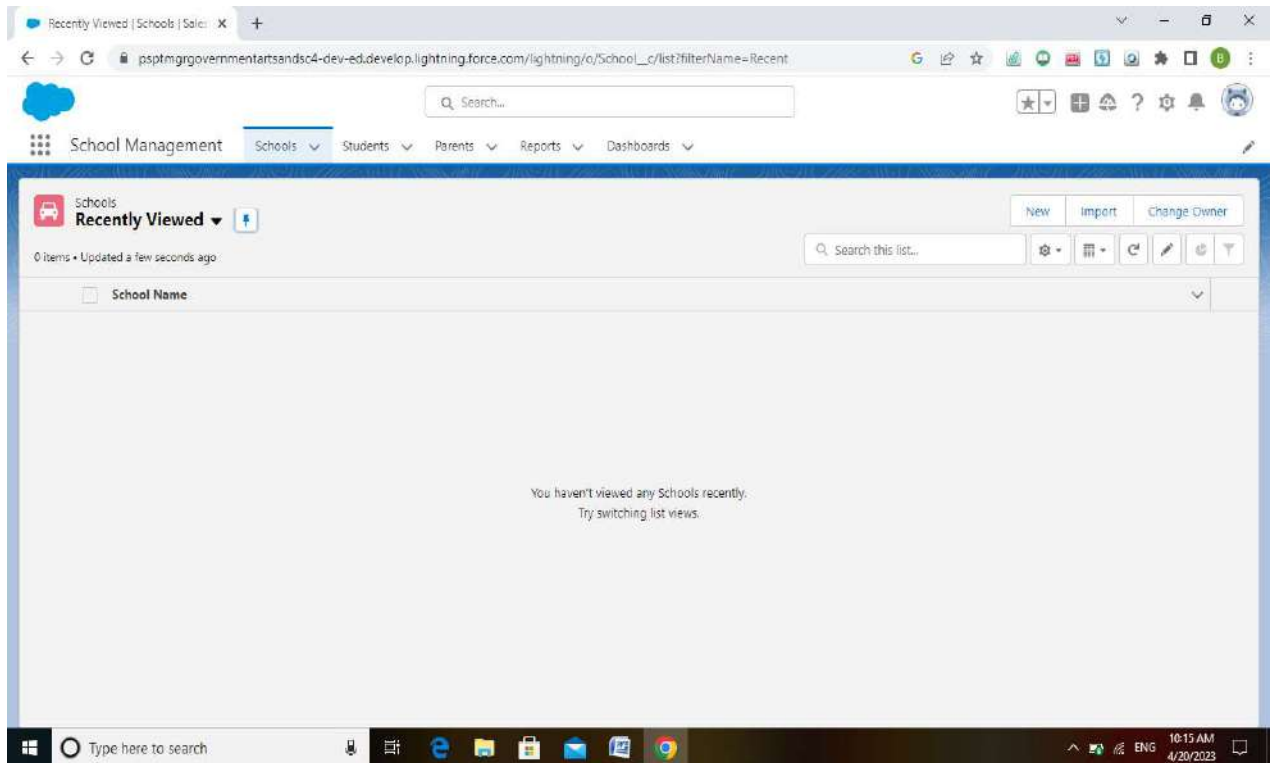 Recently Viewed | Schools | Sale
psptmgrgovernmentartsandsc4-dev-ed.develop.lightning.force.com/lightning/o/School__c/list?filterName=Recent
B
Search...
School Management Schools Students Parents Reports Dashboards
Schools
Recently Viewed
New Import Change Owner
0 items • Updated a few seconds ago
Search this list...
School Name
You haven't viewed any Schools recently.
Try switching list views.
Type here to search
ENG
10:15 AM
4/20/2023